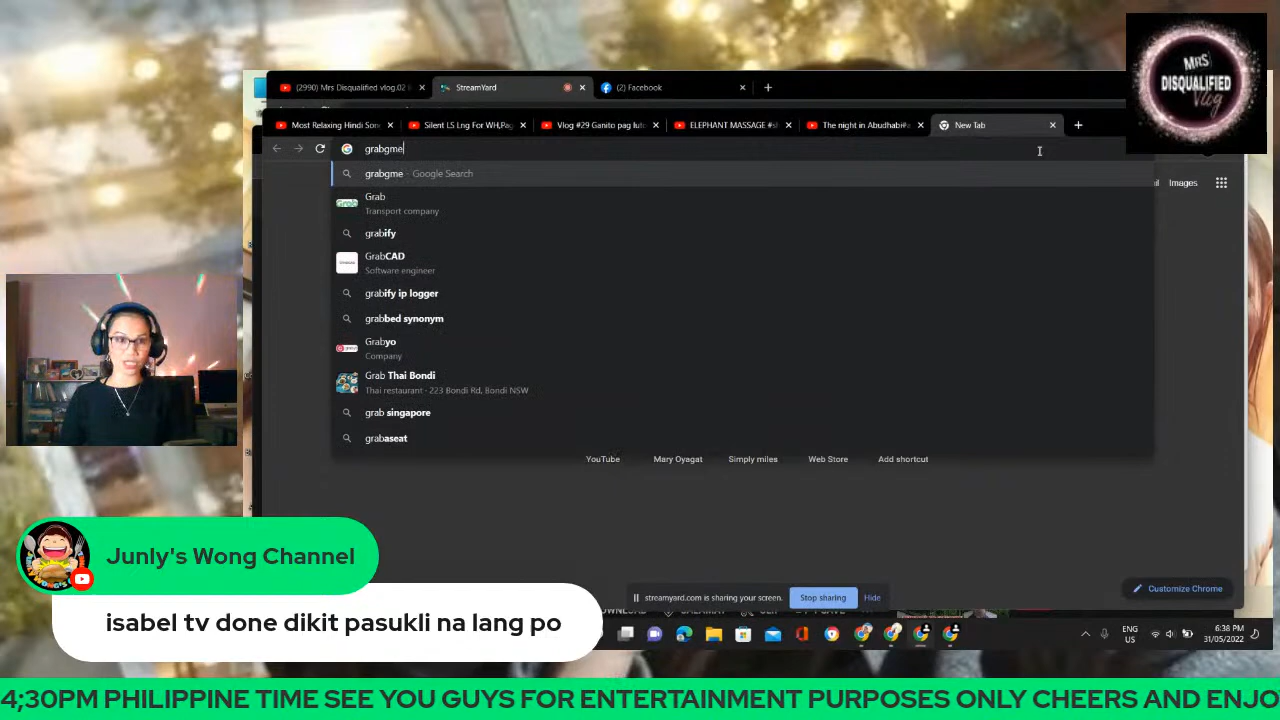 MRS
DISQUALIFIED
Vlog
(2990) Mrs Disqualified vlog.02
StreamYard
(2) Facebook
Most Relaxing Hindi Son
Silent LS Lng For WH,Pag
Vlog #29 Ganito pag luto
ELEPHANT MASSAGE #sh
The night in Abudhabi#a
New Tab
grabgme
grabgme - Google Search
Images
Grab
Transport company
grabify
GrabCAD
Software engineer
grabify ip logger
grabbed synonym
Grabyo
Company
Grab Thai Bondi
Thai restaurant · 223 Bondi Rd, Bondi NSW
grab singapore
grabaseat
YouTube
Mary Oyagat
Simply miles
Web Store
Add shortcut
Junly's Wong Channel
isabel tv done dikit pasukli na lang po
streamyard.com is sharing your screen.
Stop sharing
Hide
Customize Chrome
ENG
US
6:38 PM
31/05/2022
4;30PM PHILIPPINE TIME SEE YOU GUYS FOR ENTERTAINMENT PURPOSES ONLY CHEERS AND ENJO